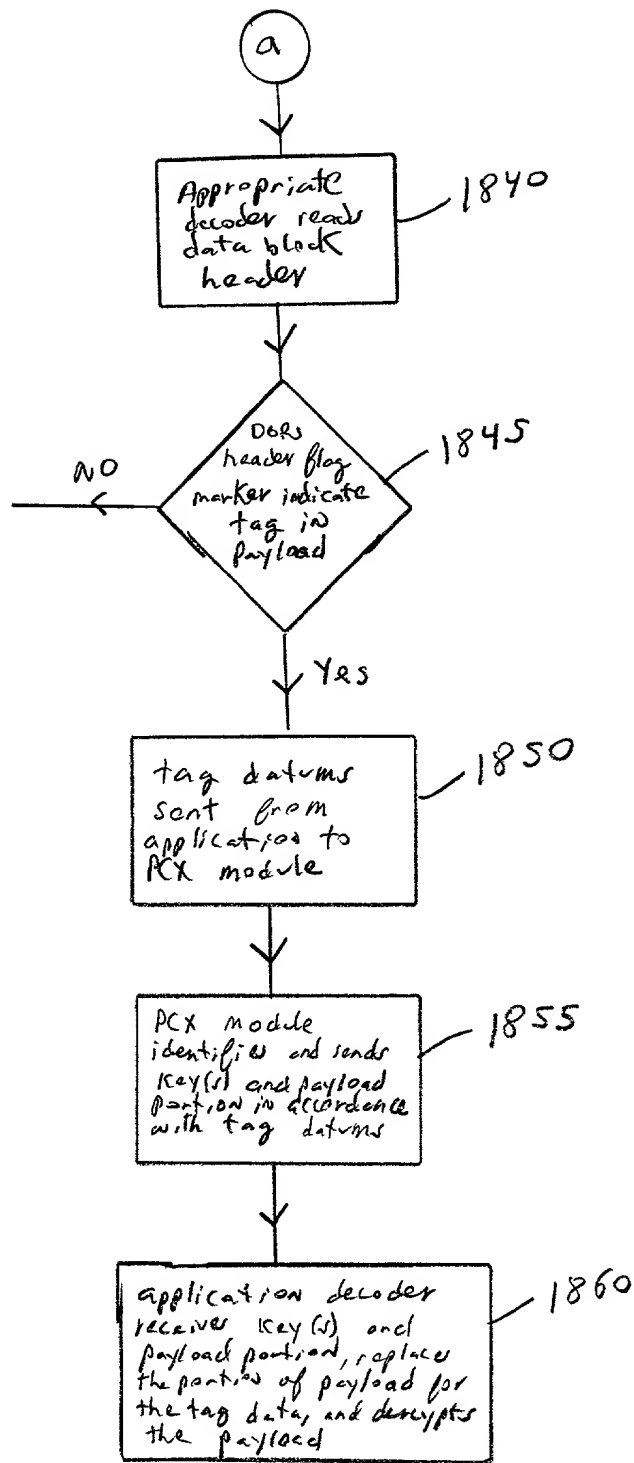 a
Appropriate
decoder reads
data block
header
1840
Does
header flag
marker indicate
tag in
payload
1845
NO
Yes
tag datums
sent from
application to
PCX module
1850
PCX module
identifies and sends
key(s) and payload
portion in accordance
with tag datums
1855
application decoder
receives key(s) and
payload portion, replaces
the portion of payload for
the tag data, and decrypts
the payload
1860